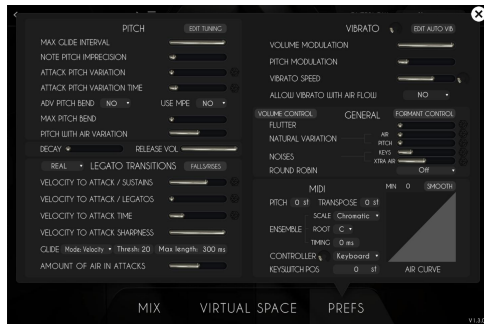 PITCH
EDIT TUNING
MAX GLIDE INTERVAL
NOTE PITCH IMPRECISION
ATTACK PITCH VARIATION
ATTACK PITCH VARIATION TIME
ADV PITCH BEND NO USE MPE NO
MAX PITCH BEND
PITCH WITH AIR VARIATION
DECAY RELEASE VOL
REAL LEGATO TRANSITIONS FALLS/RISES
VELOCITY TO ATTACK / SUSTAINS
VELOCITY TO ATTACK / LEGATOS
VELOCITY TO ATTACK TIME
VELOCITY TO ATTACK SHARPNESS
GLIDE Mode: Velocity Thresh: 20 Max length: 300 ms
AMOUNT OF AIR IN ATTACKS
VIBRATO EDIT AUTO VIB
VOLUME MODULATION
PITCH MODULATION
VIBRATO SPEED
ALLOW VIBRATO WITH AIR FLOW NO
VOLUME CONTROL GENERAL FORMANT CONTROL
FLUTTER
NATURAL VARIATION AIR
PITCH
NOISES KEYS
XTRA AIR
ROUND ROBIN Off
MIDI MIN 0 SMOOTH
PITCH 0 st TRANSPOSE 0 st
SCALE Chromatic
ENSEMBLE ROOT C
TIMING 0 ms
CONTROLLER Keyboard
KEYSWITCH POS 0 st AIR CURVE
MIX VIRTUAL SPACE PREFS
V1.3.0